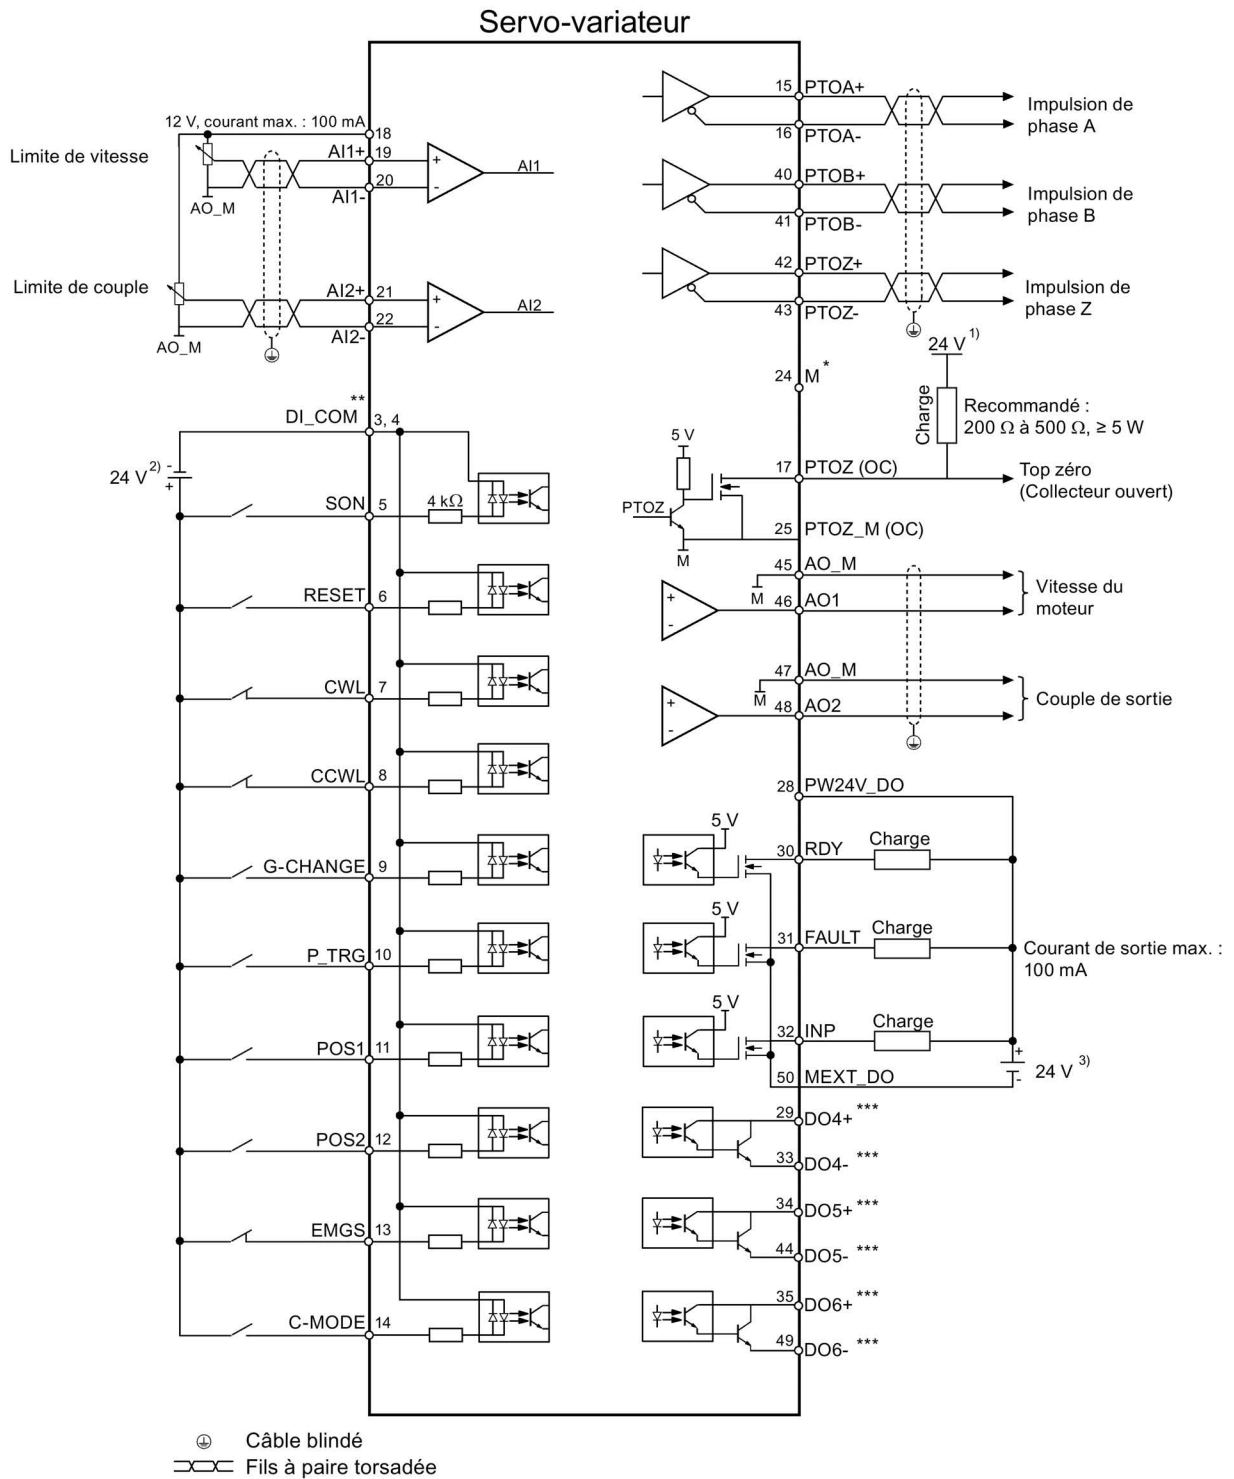 Servo-variateur
12 V, courant max. : 100 mA
18
Limite de vitesse
AI1+
19
+
AI1
20
-
AI1-
AO_M
Limite de couple
AI2+
21
+
AI2
22
-
AI2-
AO_M
**
DI_COM
3, 4
24 V 2)
-
+
SON
5
4 kΩ
RESET
6
CWL
7
CCWL
8
G-CHANGE
9
P_TRG
10
POS1
11
POS2
12
EMGS
13
C-MODE
14
15
PTOA+
16
PTOA-
Impulsion de
phase A
40
PTOB+
41
PTOB-
Impulsion de
phase B
42
PTOZ+
43
PTOZ-
Impulsion de
phase Z
24 V 1)
24
M *
Charge
Recommandé :
200 Ω à 500 Ω, ≥ 5 W
5 V
17
PTOZ (OC)
Top zéro
(Collecteur ouvert)
PTOZ
25
PTOZ_M (OC)
M
45
AO_M
M
46
AO1
+
-
Vitesse du
moteur
47
AO_M
M
48
AO2
+
-
Couple de sortie
28
PW24V_DO
5 V
30
RDY
Charge
5 V
31
FAULT
Charge
Courant de sortie max. :
100 mA
5 V
32
INP
Charge
+
24 V 3)
-
50
MEXT_DO
29
DO4+ ***
33
DO4- ***
34
DO5+ ***
44
DO5- ***
35
DO6+ ***
49
DO6- ***
Câble blindé
Fils à paire torsadée